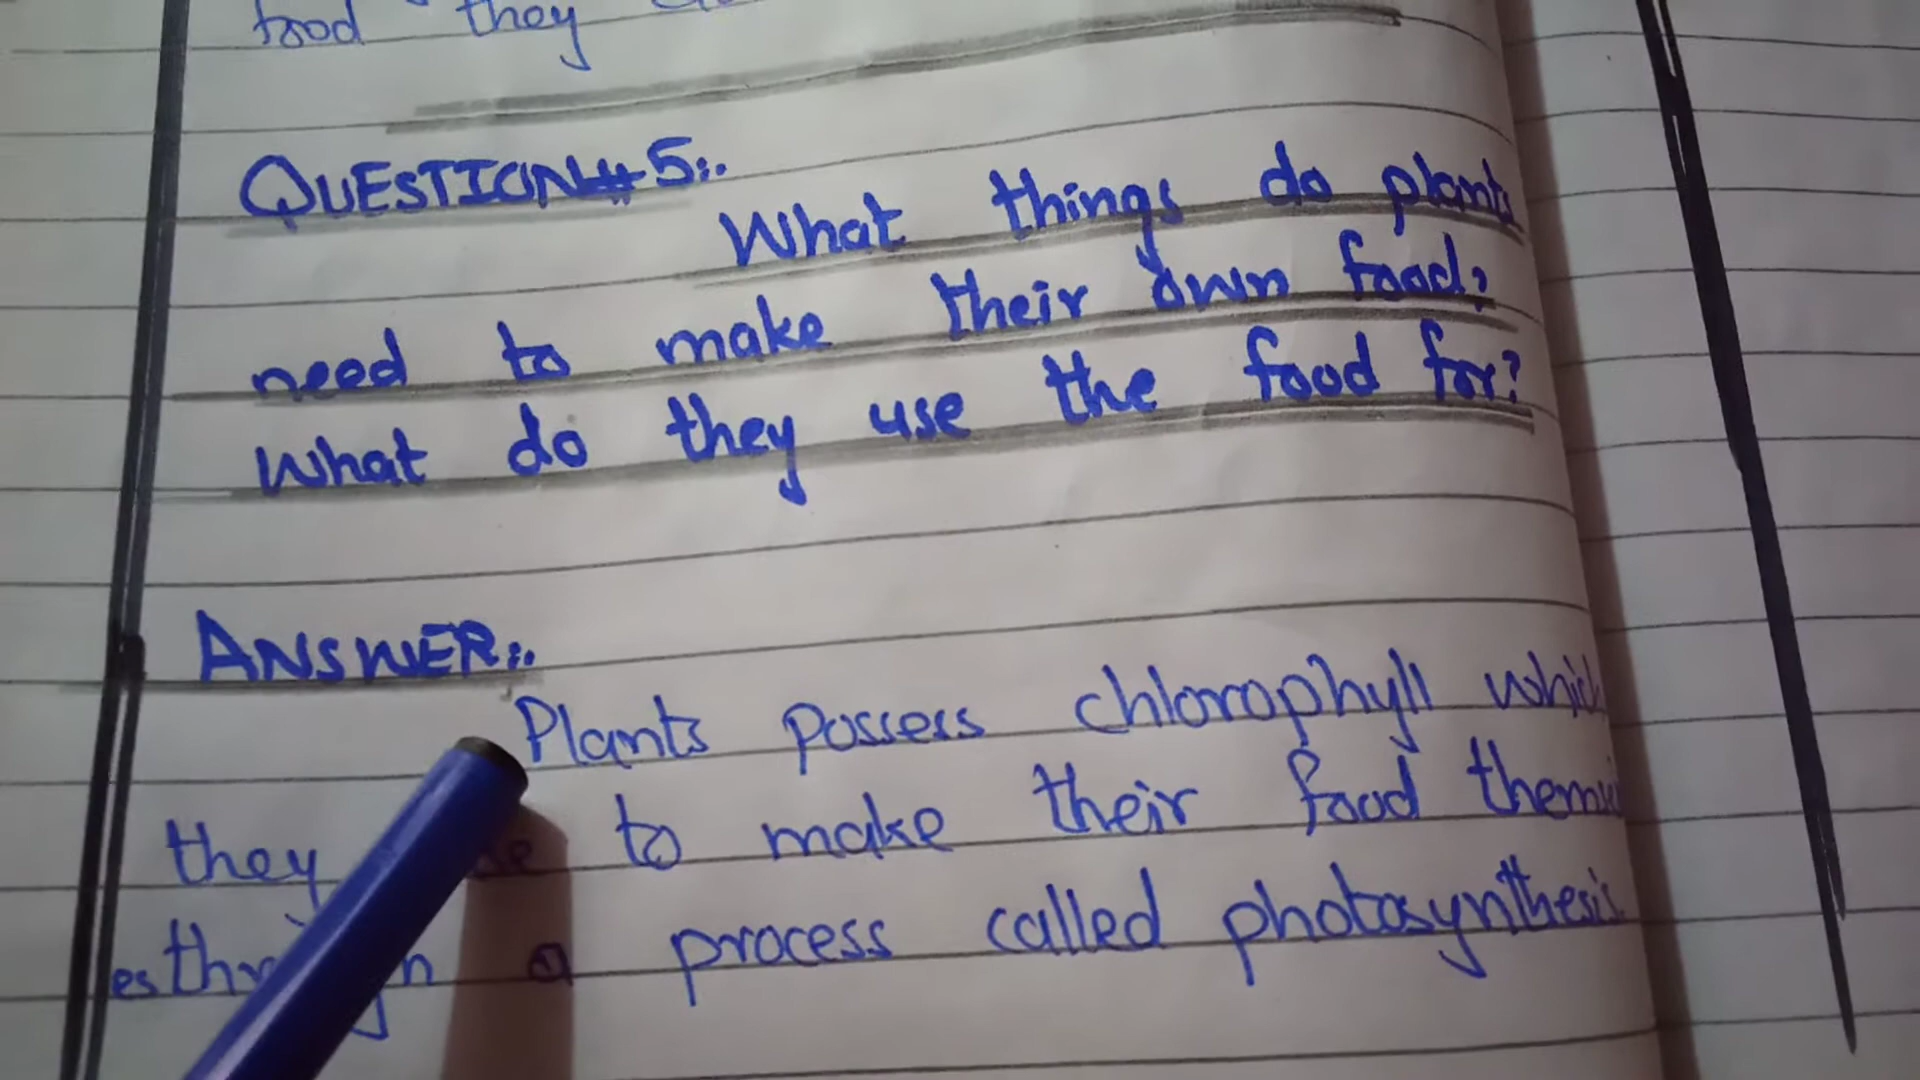 food they
QUESTION#5:.
What things do plants
need to make their own food?
What do they use the food for?
ANSWER:.
Plants possess chlorophyll which
they to make their food
a process called photosynthesis